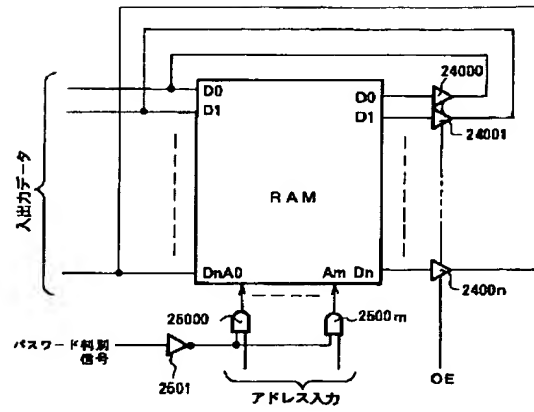 24000
D0
D0
D1
D1
24001
入出力データ
RAM
DnA0
Am Dn
2400n
25000
2500m
パスワード判別
信号
2501
OE
アドレス入力